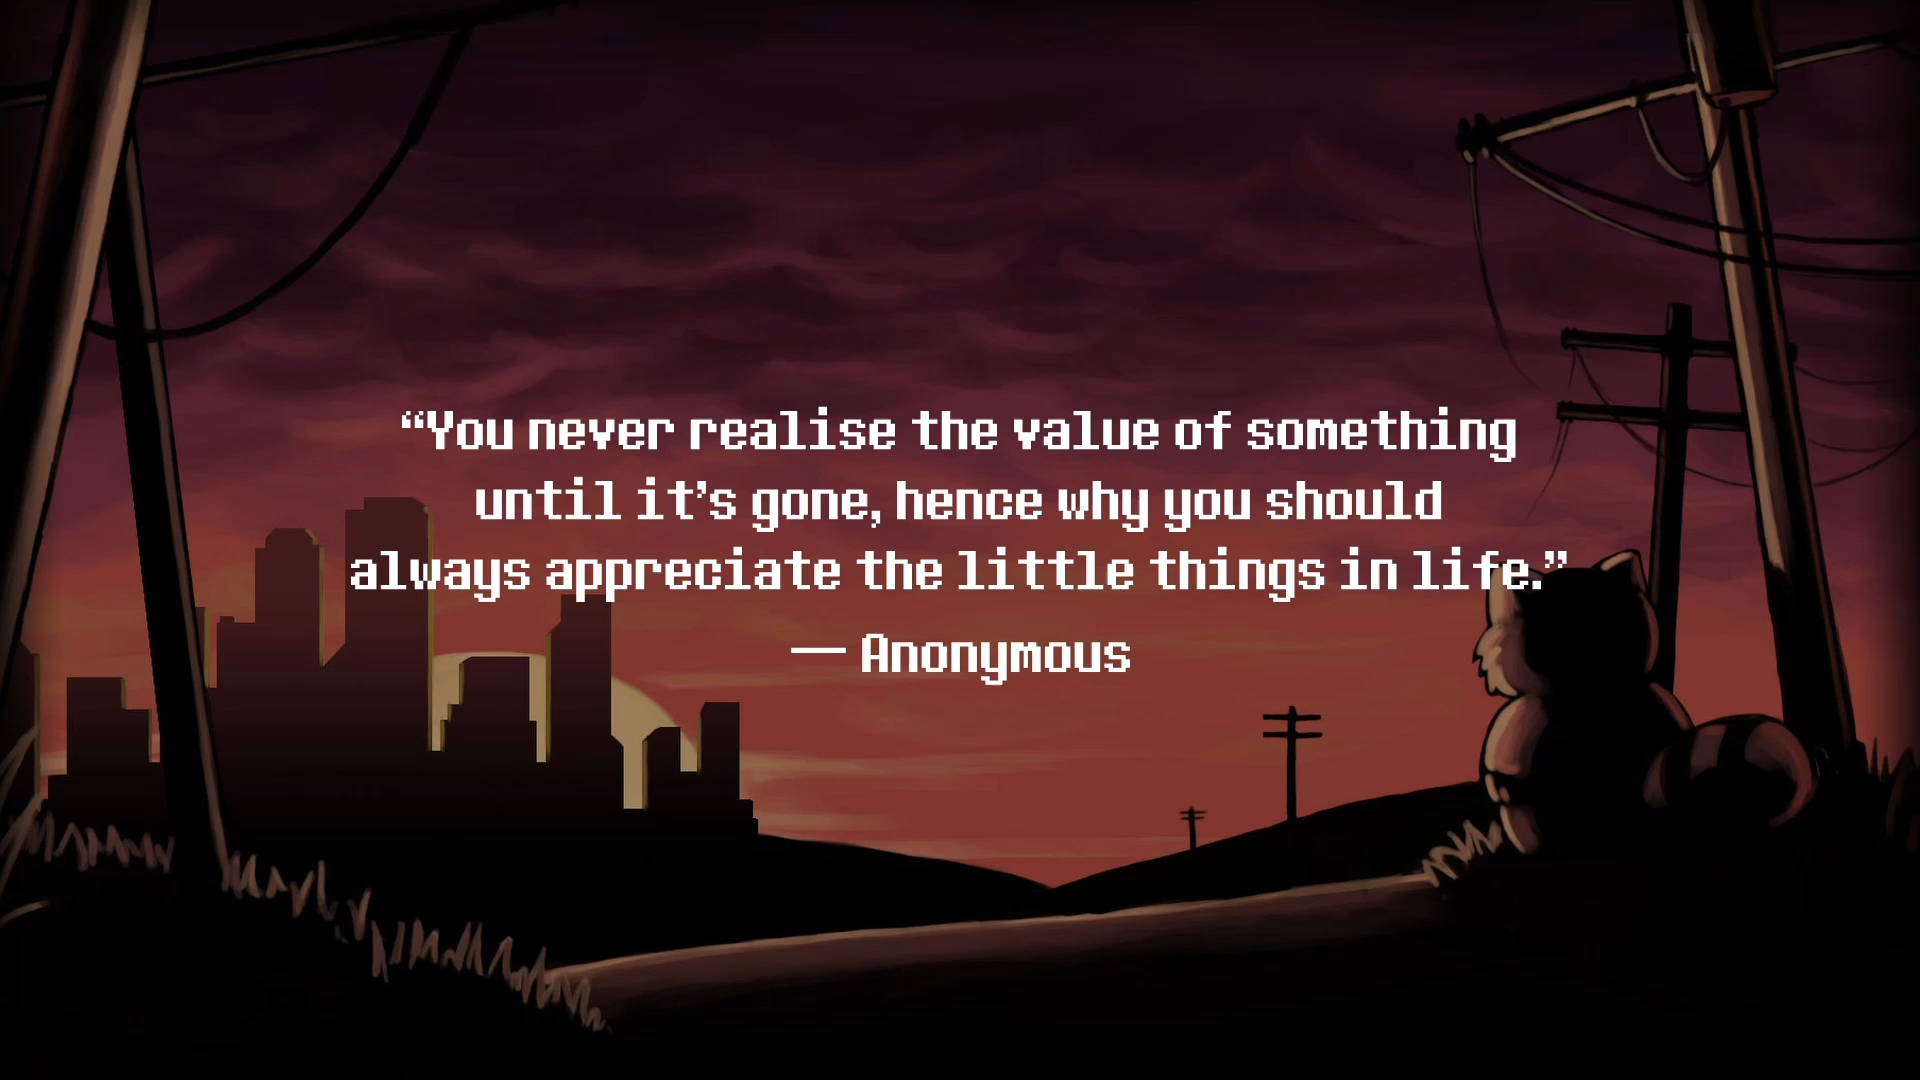 “You never realise the value of something
until it’s gone, hence why you should
always appreciate the little things in life.”
— Anonymous